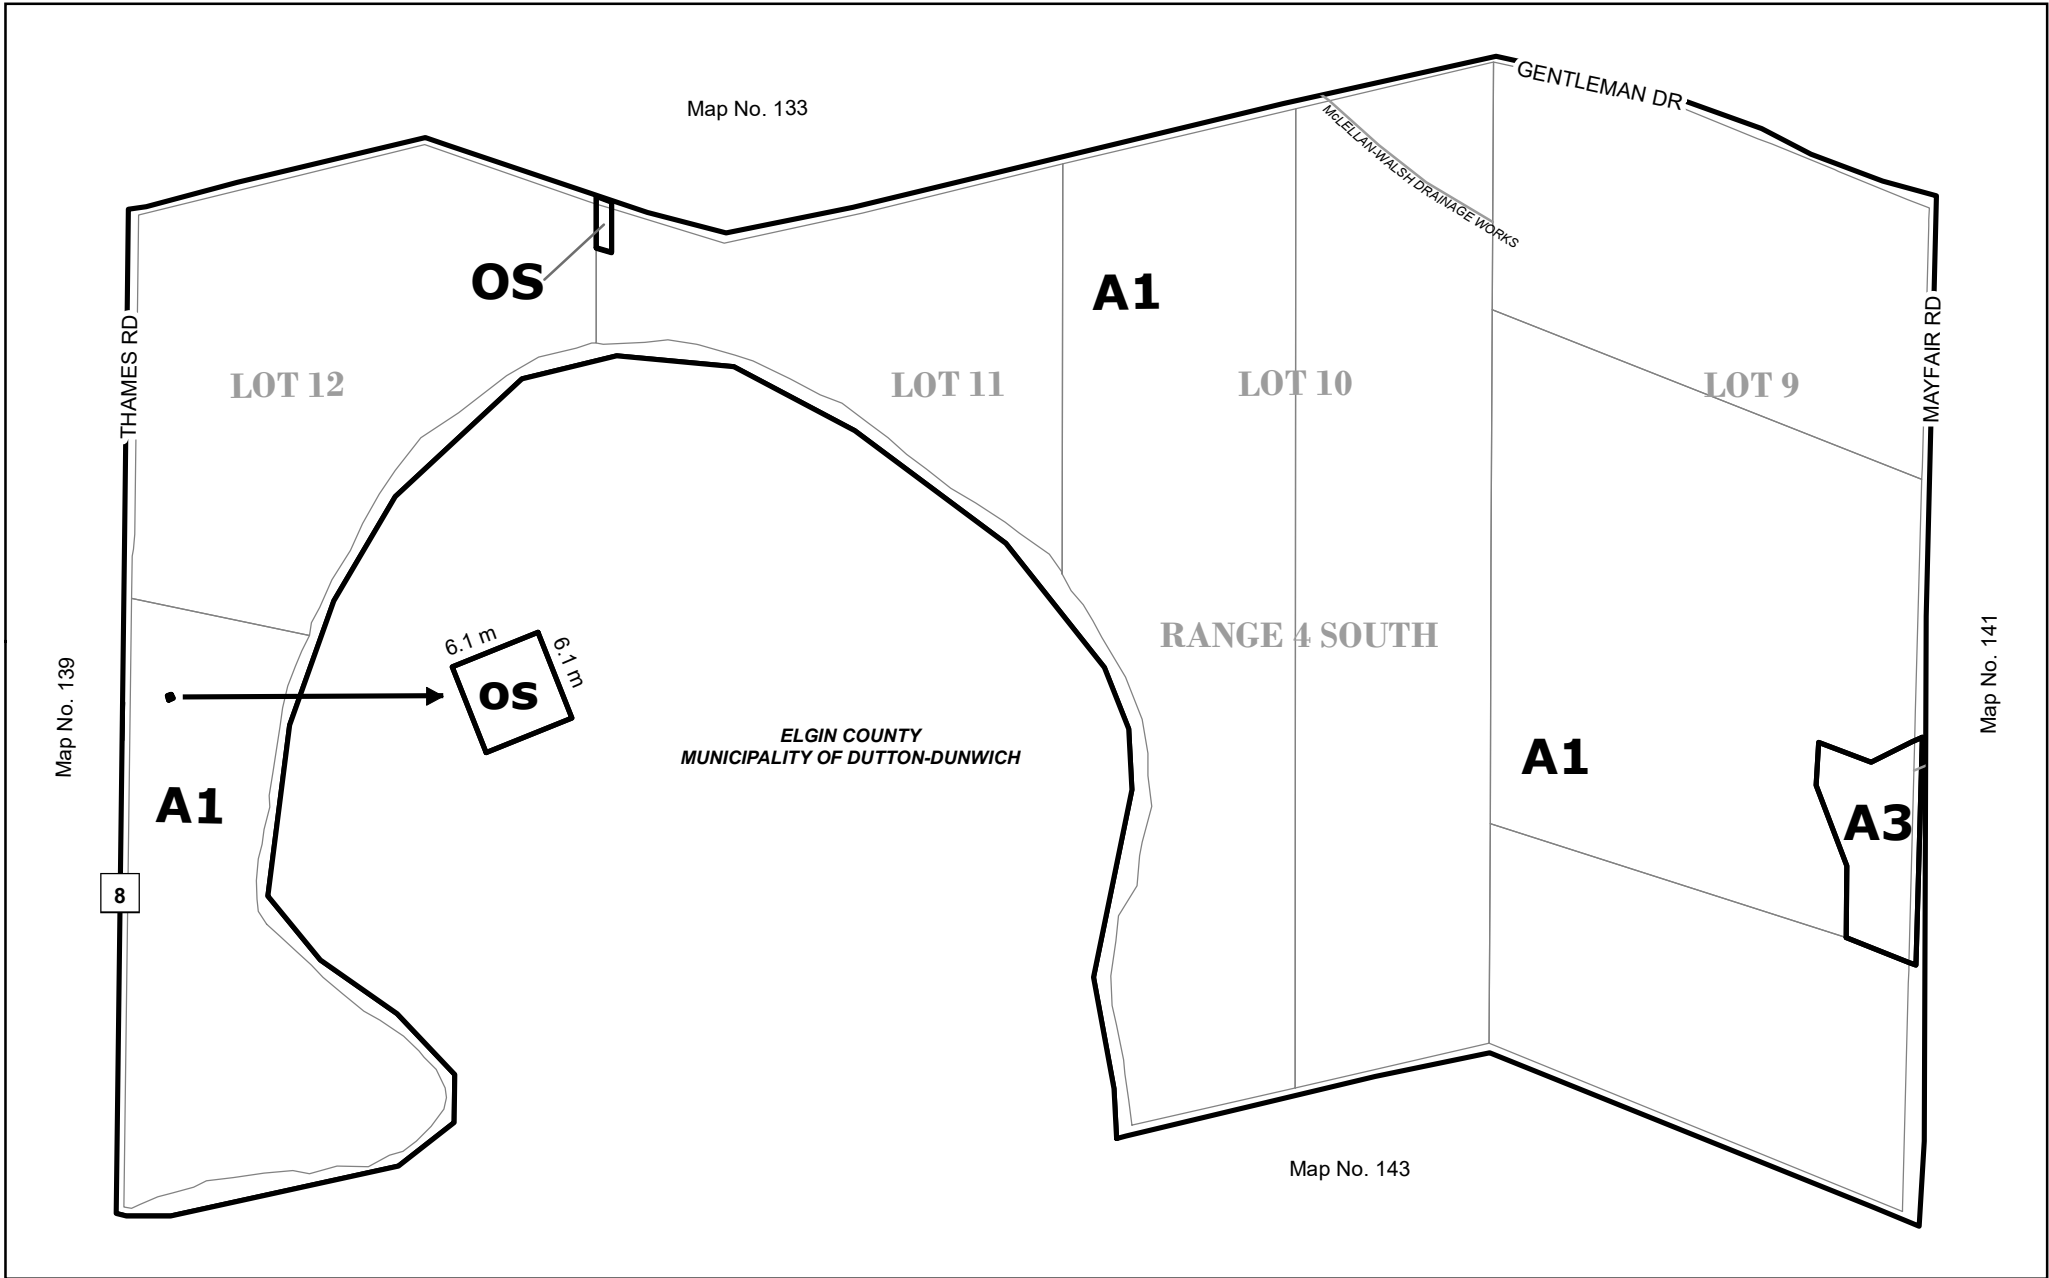 Map No. 133
GENTLEMAN DR
McLELLAN-WALSH DRAINAGE WORKS
OS
A1
THAMES RD
MAYFAIR RD
LOT 12
LOT 11
LOT 10
LOT 9
6.1 m
6.1 m
RANGE 4 SOUTH
Map No. 139
Map No. 141
OS
ELGIN COUNTY
MUNICIPALITY OF DUTTON-DUNWICH
A1
A1
A3
8
Map No. 143